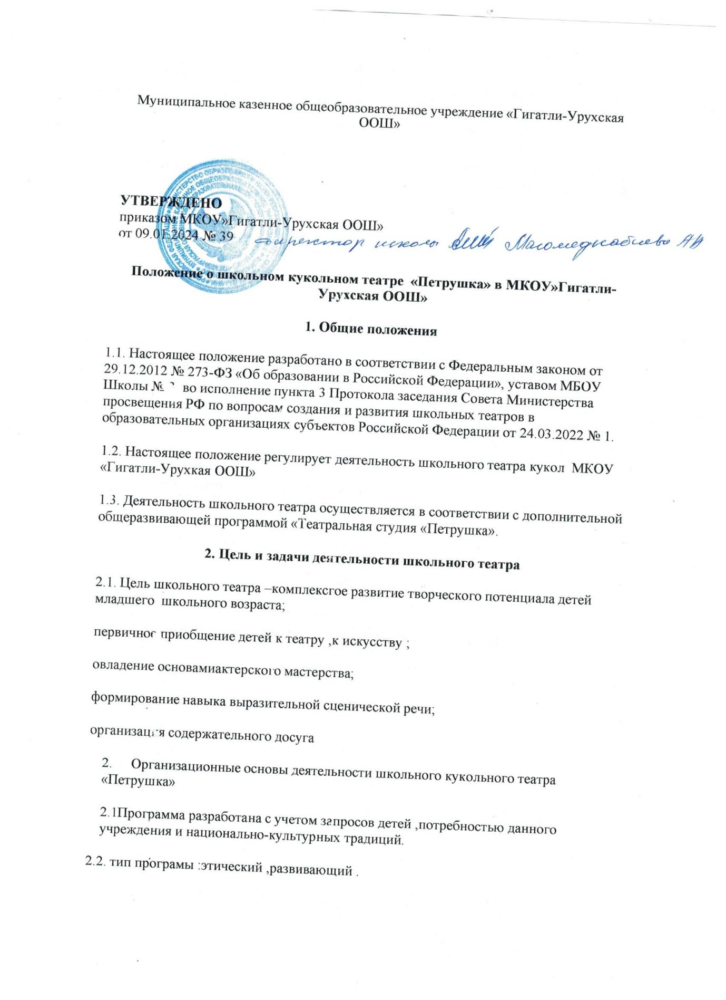 Муниципальное казенное общеобразовательное учреждение «Гигатли-Урухская
ООШ»
УТВЕРЖДЕНО
приказом МКОУ»Гигатли-Урухская ООШ»
от 09.01.2024 № 39
директор школы Магомеднабиева АН
Положение о школьном кукольном театре «Петрушка» в МКОУ»Гигатли-
Урухская ООШ»
1. Общие положения
1.1. Настоящее положение разработано в соответствии с Федеральным законом от
29.12.2012 № 273-ФЗ «Об образовании в Российской Федерации», уставом МБОУ
Школы № во исполнение пункта 3 Протокола заседания Совета Министерства
просвещения РФ по вопросам создания и развития школьных театров в
образовательных организациях субъектов Российской Федерации от 24.03.2022 № 1.
1.2. Настоящее положение регулирует деятельность школьного театра кукол МКОУ
«Гигатли-Урухкая ООШ»
1.3. Деятельность школьного театра осуществляется в соответствии с дополнительной
общеразвивающей программой «Театральная студия «Петрушка».
2. Цель и задачи деятельности школьного театра
2.1. Цель школьного театра –комплексгое развитие творческого потенциала детей
младшего школьного возраста;
первичное приобщение детей к театру ,к искусству ;
овладение основамиактерского мастерства;
формирование навыка выразительной сценической речи;
организация содержательного досуга
2. Организационные основы деятельности школьного кукольного театра
«Петрушка»
2.1Программа разработана с учетом запросов детей ,потребностью данного
учреждения и национально-культурных традиций.
2.2. тип програмы :этический ,развивающий .